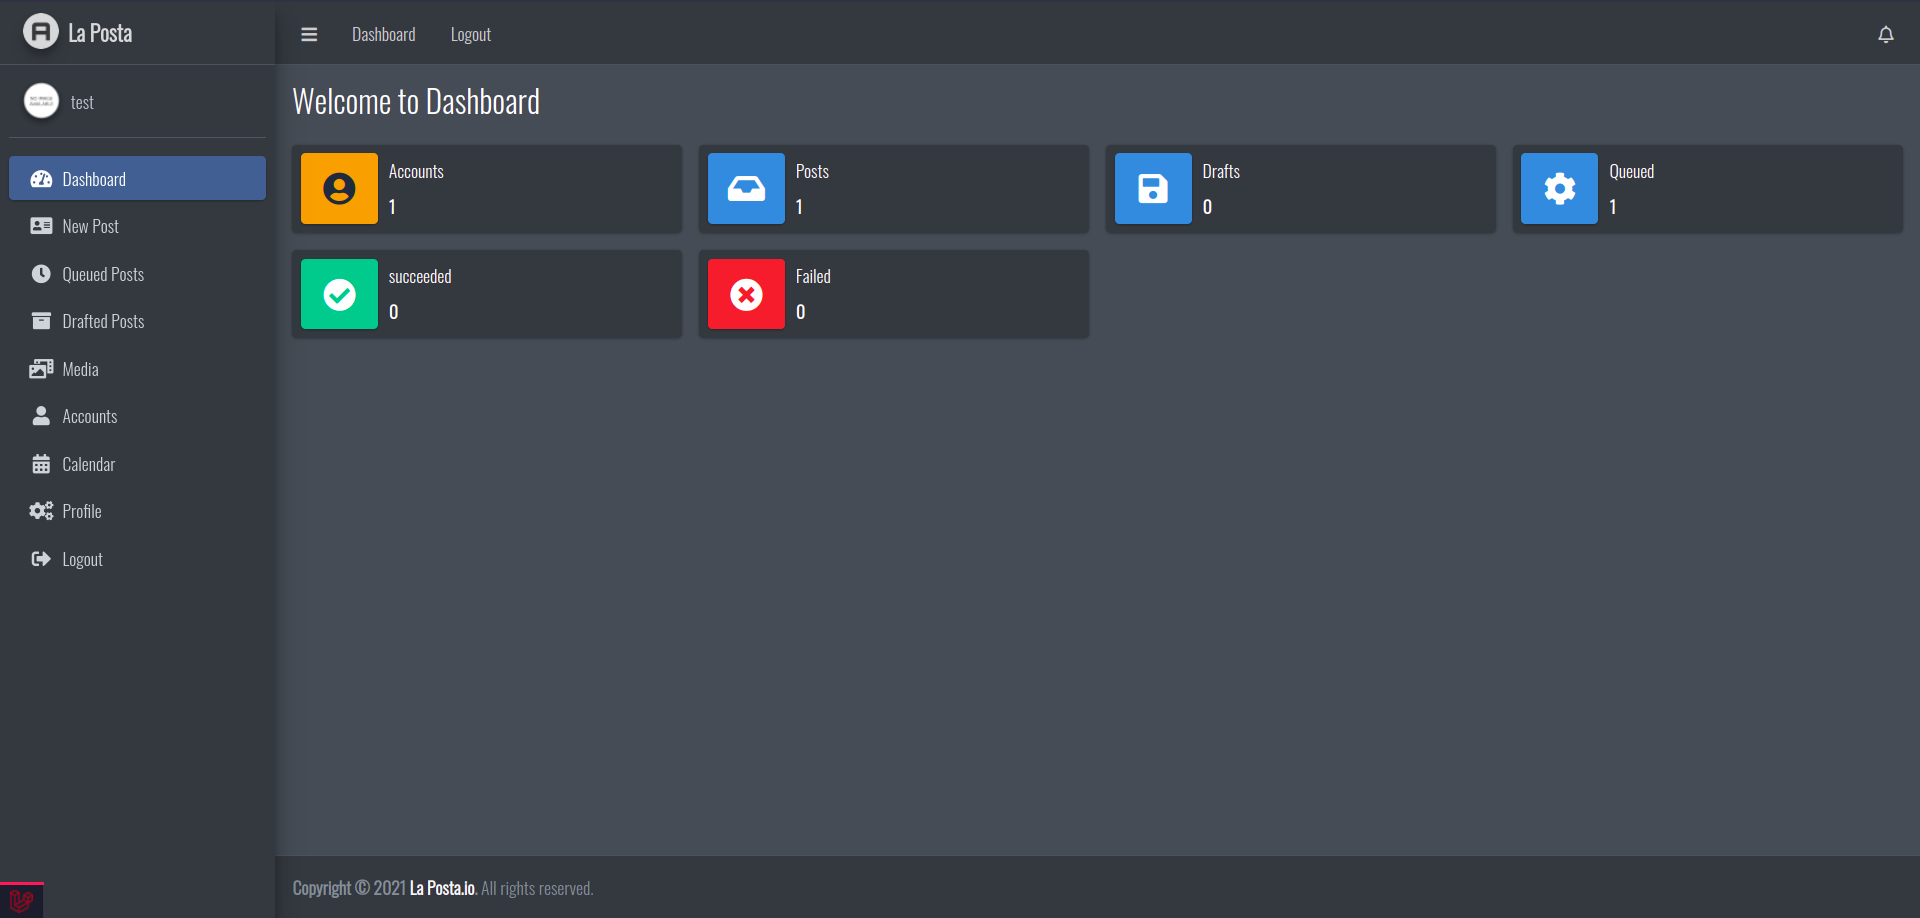 La Posta
Dashboard
Logout
test
Welcome to Dashboard
Dashboard
New Post
Queued Posts
Drafted Posts
Media
Accounts
Calendar
Profile
Logout
Accounts
1
Posts
1
Drafts
0
Queued
1
succeeded
0
Failed
0
Copyright © 2021 La Posta.io. All rights reserved.